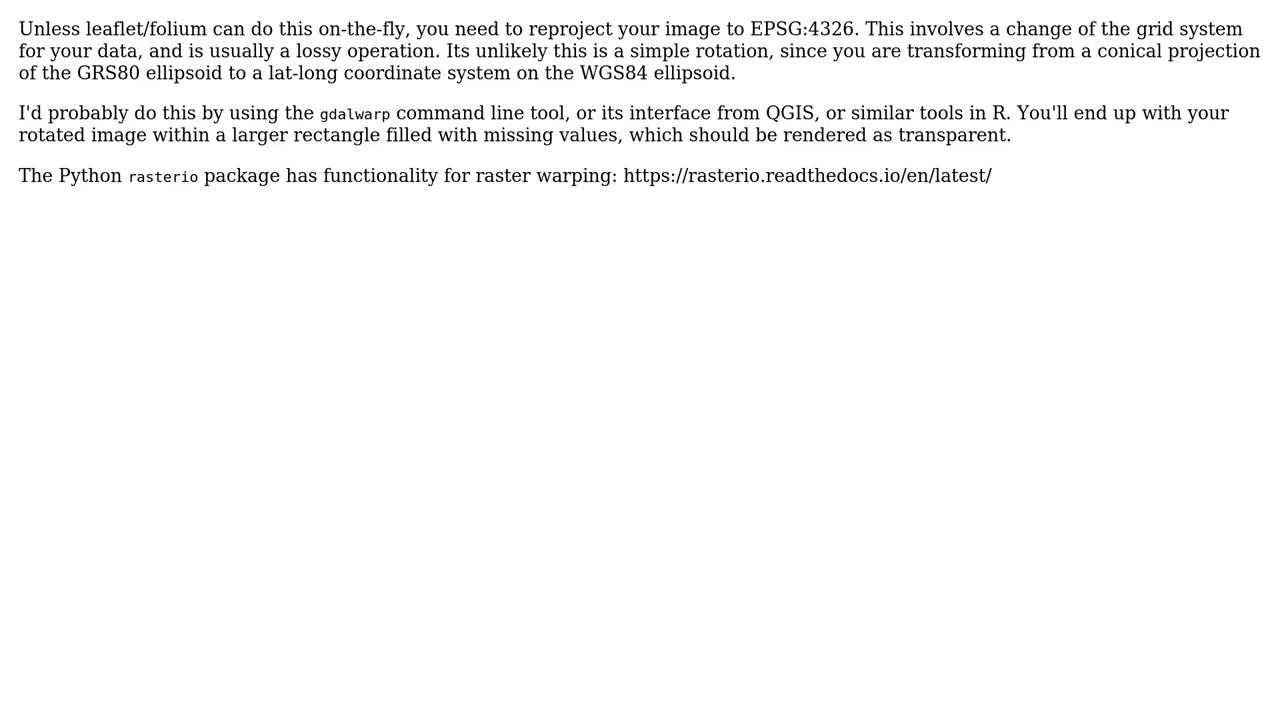 Unless leaflet/folium can do this on-the-fly, you need to reproject your image to EPSG:4326. This involves a change of the grid system
for your data, and is usually a lossy operation. Its unlikely this is a simple rotation, since you are transforming from a conical projection
of the GRS80 ellipsoid to a lat-long coordinate system on the WGS84 ellipsoid.
I'd probably do this by using the gdalwarp command line tool, or its interface from QGIS, or similar tools in R. You'll end up with your
rotated image within a larger rectangle filled with missing values, which should be rendered as transparent.
The Python rasterio package has functionality for raster warping: https://rasterio.readthedocs.io/en/latest/